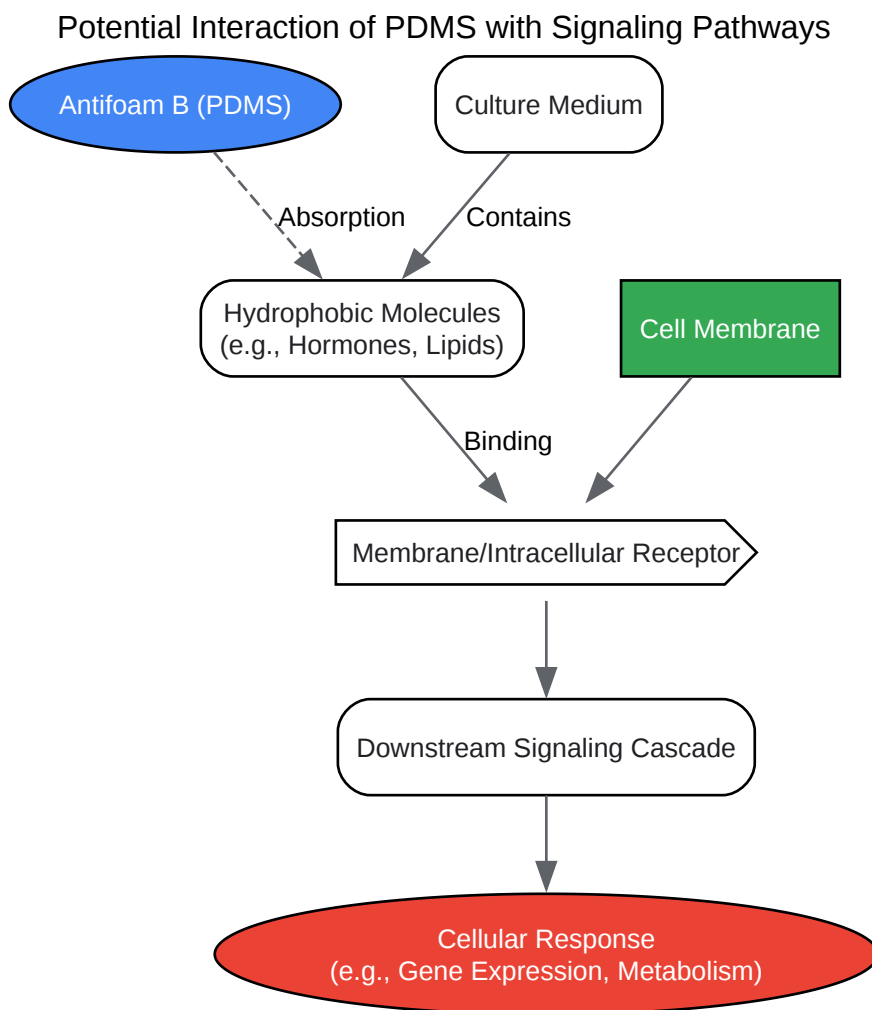 Potential Interaction of PDMS with Signaling Pathways
Antifoam B (PDMS)
Culture Medium
Absorption
Contains
Hydrophobic Molecules
(e.g., Hormones, Lipids)
Cell Membrane
Binding
Membrane/Intracellular Receptor
Downstream Signaling Cascade
Cellular Response
(e.g., Gene Expression, Metabolism)